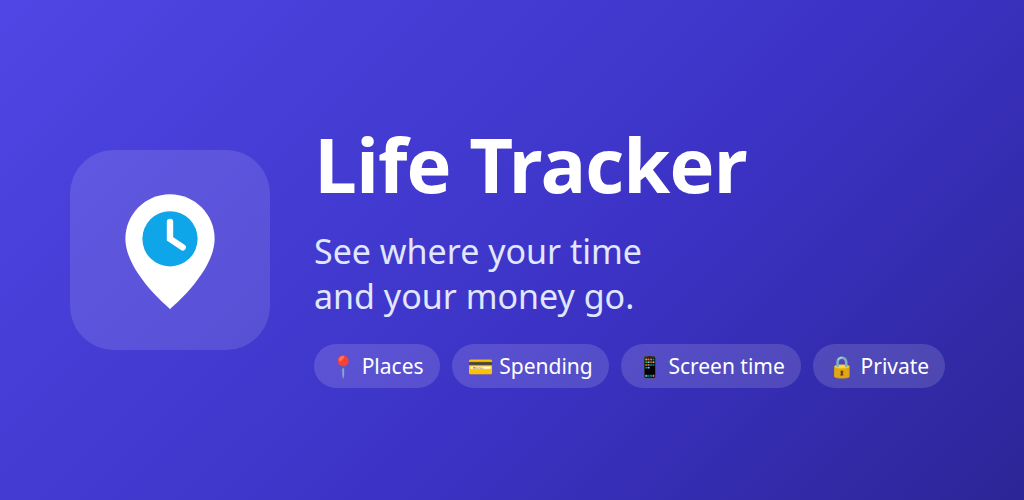 Life Tracker
See where your time
and your money go.
📍 Places 💳 Spending 📱 Screen time 🔒 Private